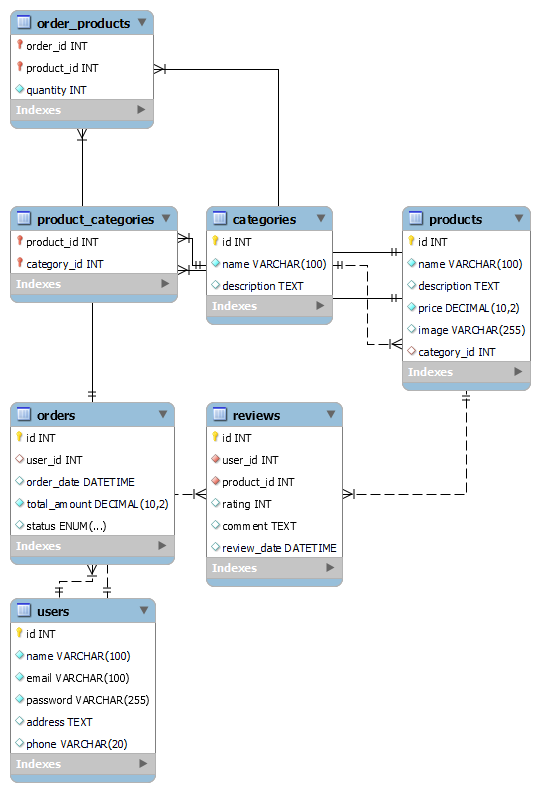 order_products
order_id INT
product_id INT
quantity INT
Indexes
product_categories
product_id INT
category_id INT
Indexes
categories
id INT
name VARCHAR(100)
description TEXT
Indexes
products
id INT
name VARCHAR(100)
description TEXT
price DECIMAL(10,2)
image VARCHAR(255)
category_id INT
Indexes
orders
id INT
user_id INT
order_date DATETIME
total_amount DECIMAL(10,2)
status ENUM(...)
Indexes
reviews
id INT
user_id INT
product_id INT
rating INT
comment TEXT
review_date DATETIME
Indexes
users
id INT
name VARCHAR(100)
email VARCHAR(100)
password VARCHAR(255)
address TEXT
phone VARCHAR(20)
Indexes